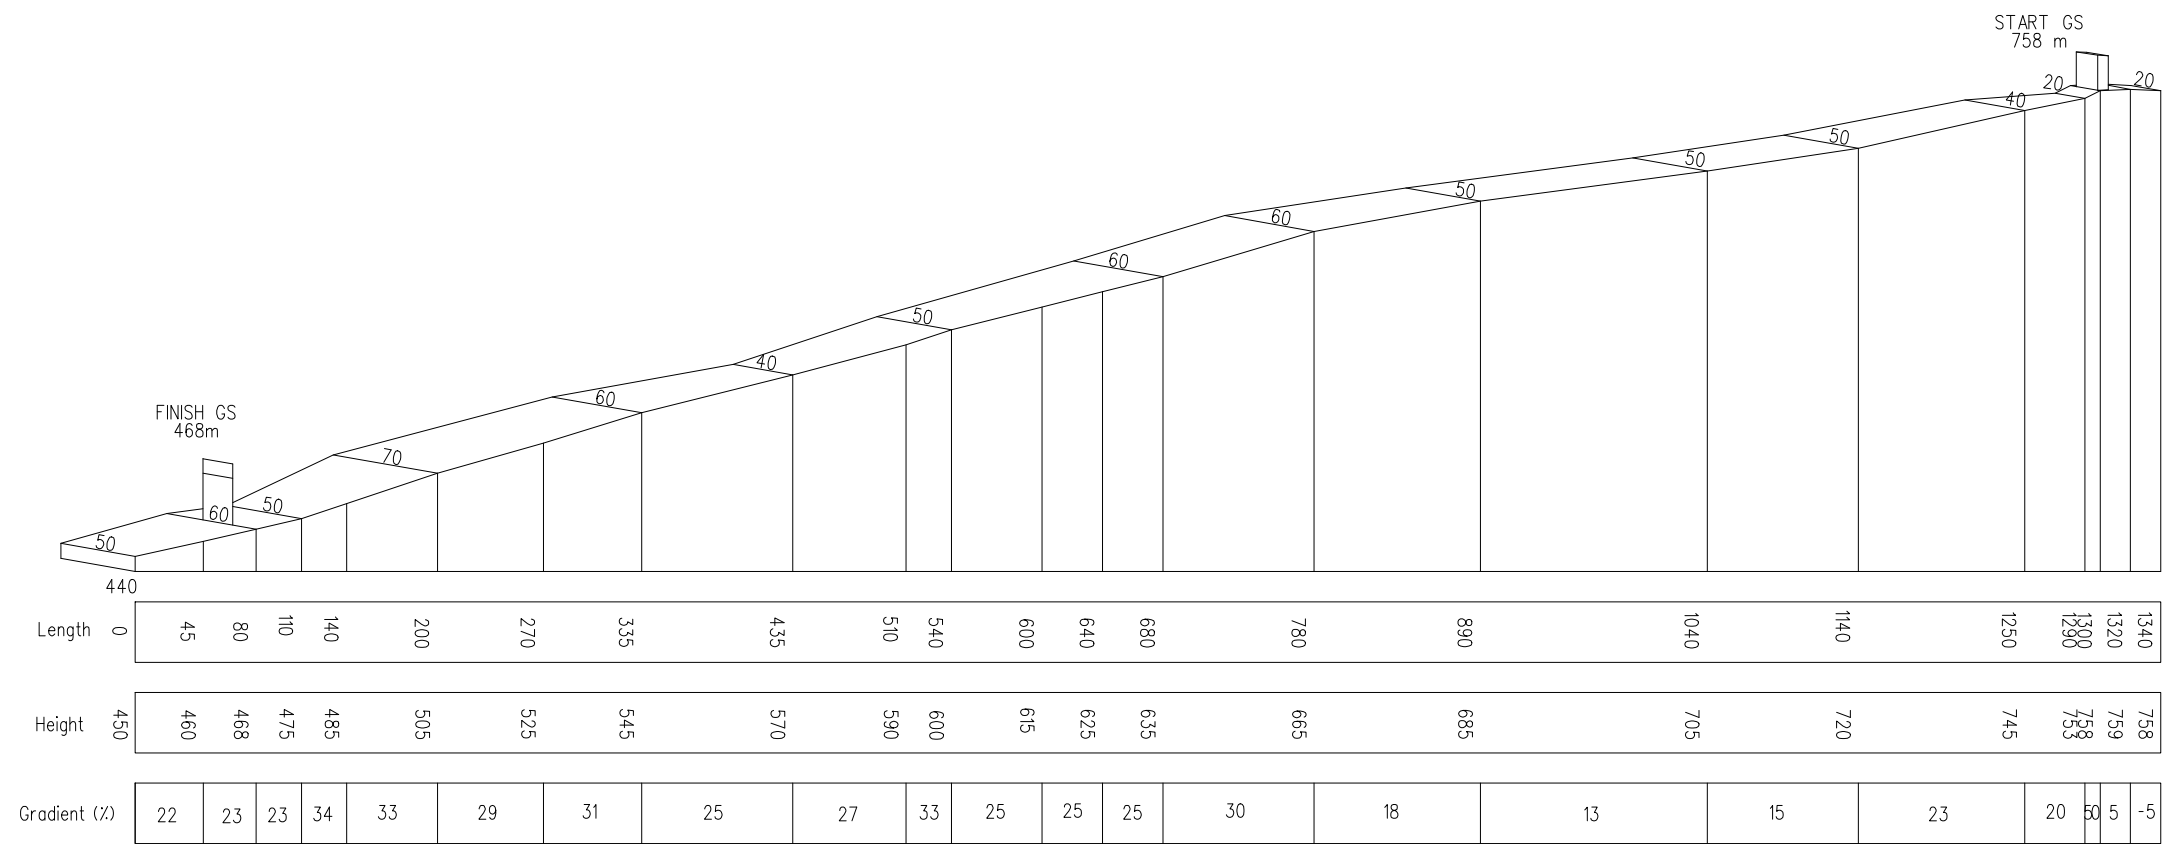 START GS
758 m
20
20
40
50
50
50
60
60
50
40
60
FINISH GS
468m
70
50
60
50
440
Length 0 45 80 110 140 200 270 335 435 510 540 600 640 680 780 890 1040 1140 1250 1290 1300 1320 1340
Height 450 460 468 475 485 505 525 545 570 590 600 615 625 635 665 685 705 720 745 753 758 759 758
Gradient (%) 22 23 23 34 33 29 31 25 27 33 25 25 25 30 18 13 15 23 20 50 5 -5